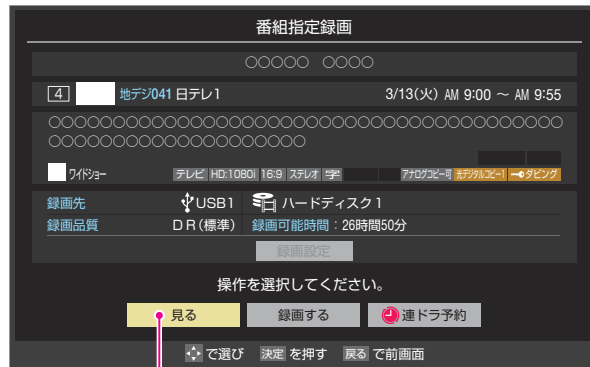 番組指定録画
○○○○○ ○○○○
4 地デジ041 日テレ1 3/13(火) AM 9:00 ～ AM 9:55
○○○○○○○○○○○○○○○○○○○○○○○○○○○○○○○○
○○○○○○○○○○○○○○○○
ワイドショー テレビ HD:1080i 16:9 ステレオ 字 アナログコピー可 光デジタルコピー1 ダビング
録画先 USB1 ハードディスク1
録画品質 DR(標準) 録画可能時間：26時間50分
録画設定
操作を選択してください。
見る 録画する 連ドラ予約
で選び 決定 を押す 戻る で前画面